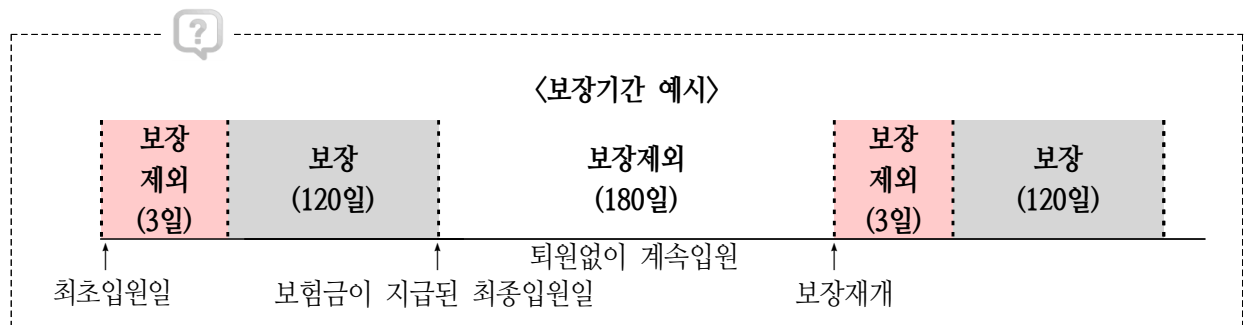 ?
〈보장기간 예시〉
보장
제외
(3일)
보장
(120일)
보장제외
(180일)
보장
제외
(3일)
보장
(120일)
퇴원없이 계속입원
최초입원일
보험금이 지급된 최종입원일
보장재개